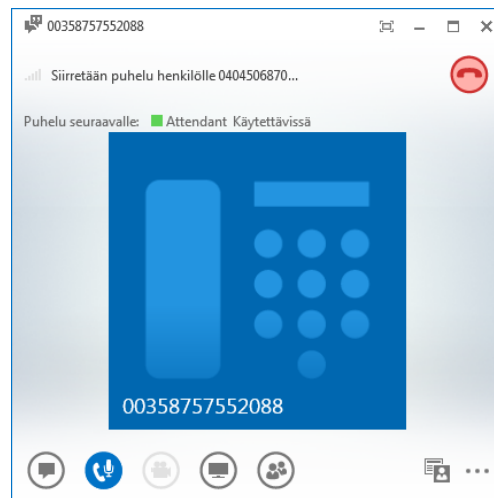 00358757552088
Siirretään puhelu henkilölle 0404506870...
Puhelu seuraavalle: Attendant Käytettävissä
00358757552088